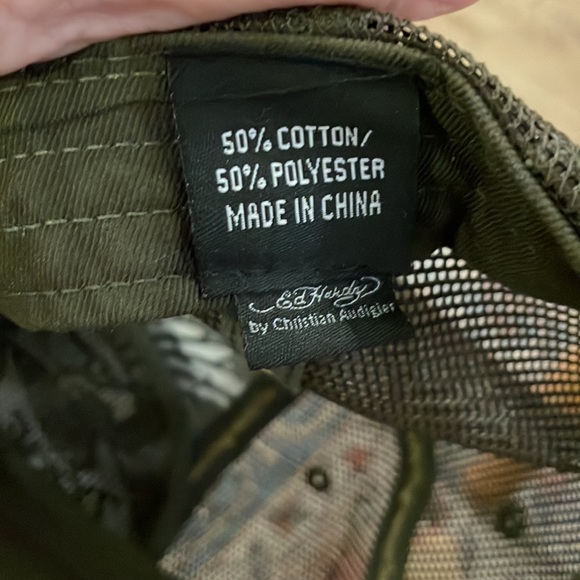 50% COTTON/
50% POLYESTER
MADE IN CHINA
Ed Hardy
by Christian Audigier